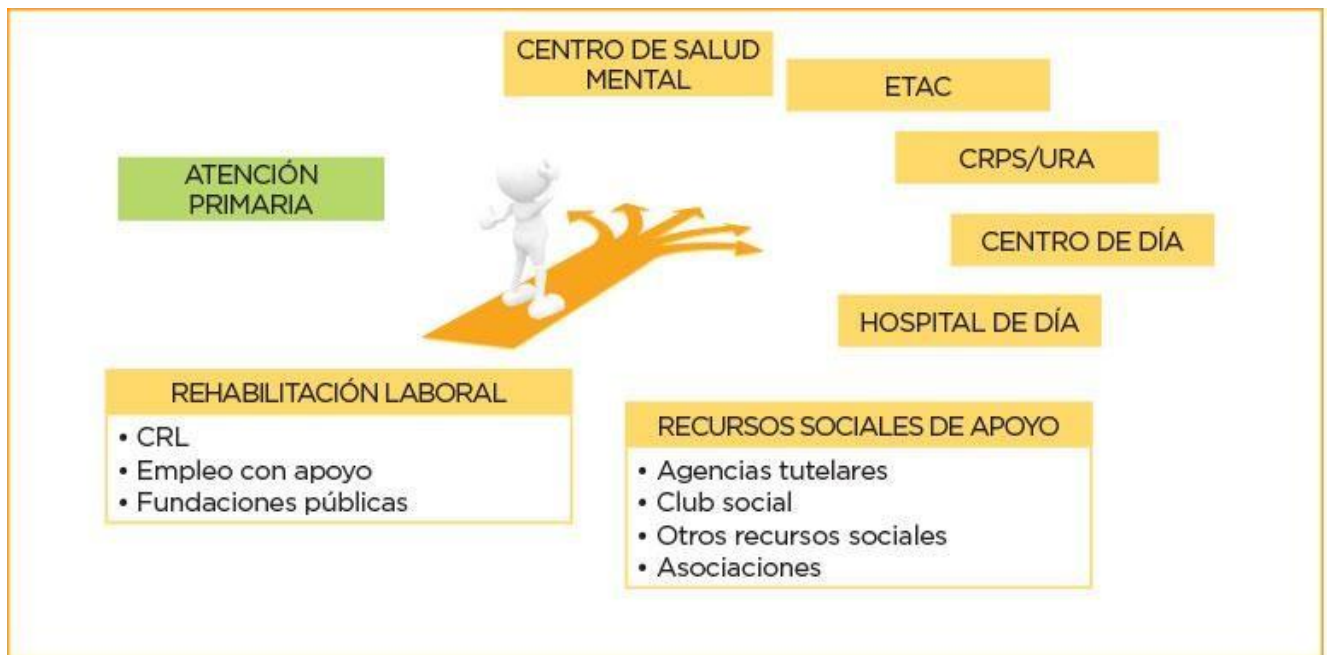 CENTRO DE SALUD
MENTAL
ETAC
CRPS/URA
ATENCIÓN
PRIMARIA
CENTRO DE DÍA
HOSPITAL DE DÍA
REHABILITACIÓN LABORAL
• CRL
• Empleo con apoyo
• Fundaciones públicas
RECURSOS SOCIALES DE APOYO
• Agencias tutelares
• Club social
• Otros recursos sociales
• Asociaciones